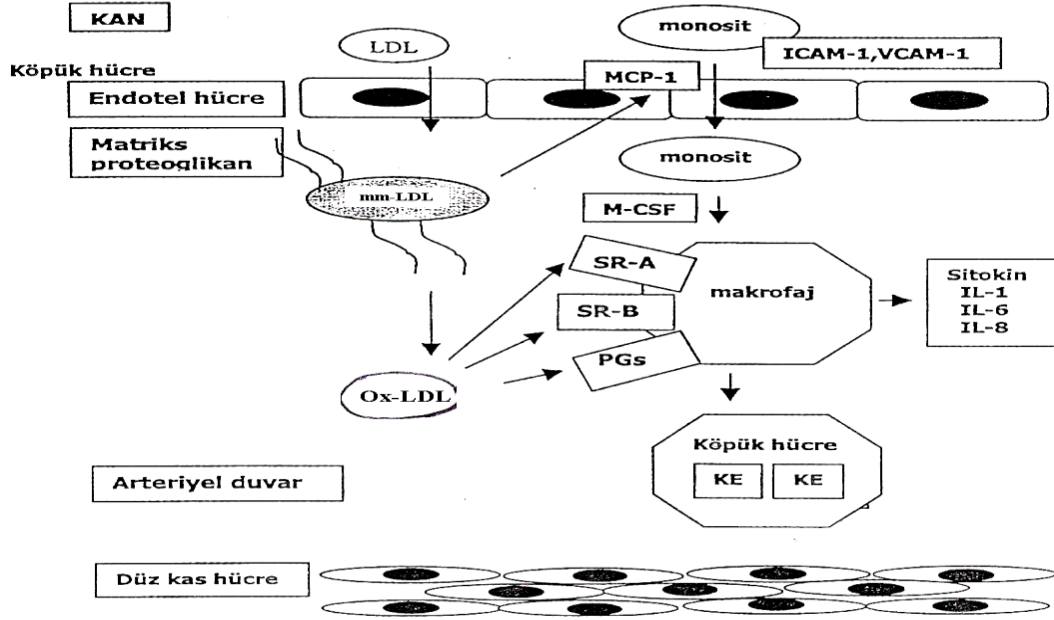 KAN
monosit
LDL
ICAM-1,VCAM-1
Köpük hücre
MCP-1
Endotel hücre
Matriks
proteoglikan
monosit
mm-LDL
M-CSF
SR-A
makrofaj
Sitokin
IL-1
IL-6
IL-8
SR-B
PGs
Ox-LDL
Köpük hücre
KE
KE
Arteriyel duvar
Düz kas hücre